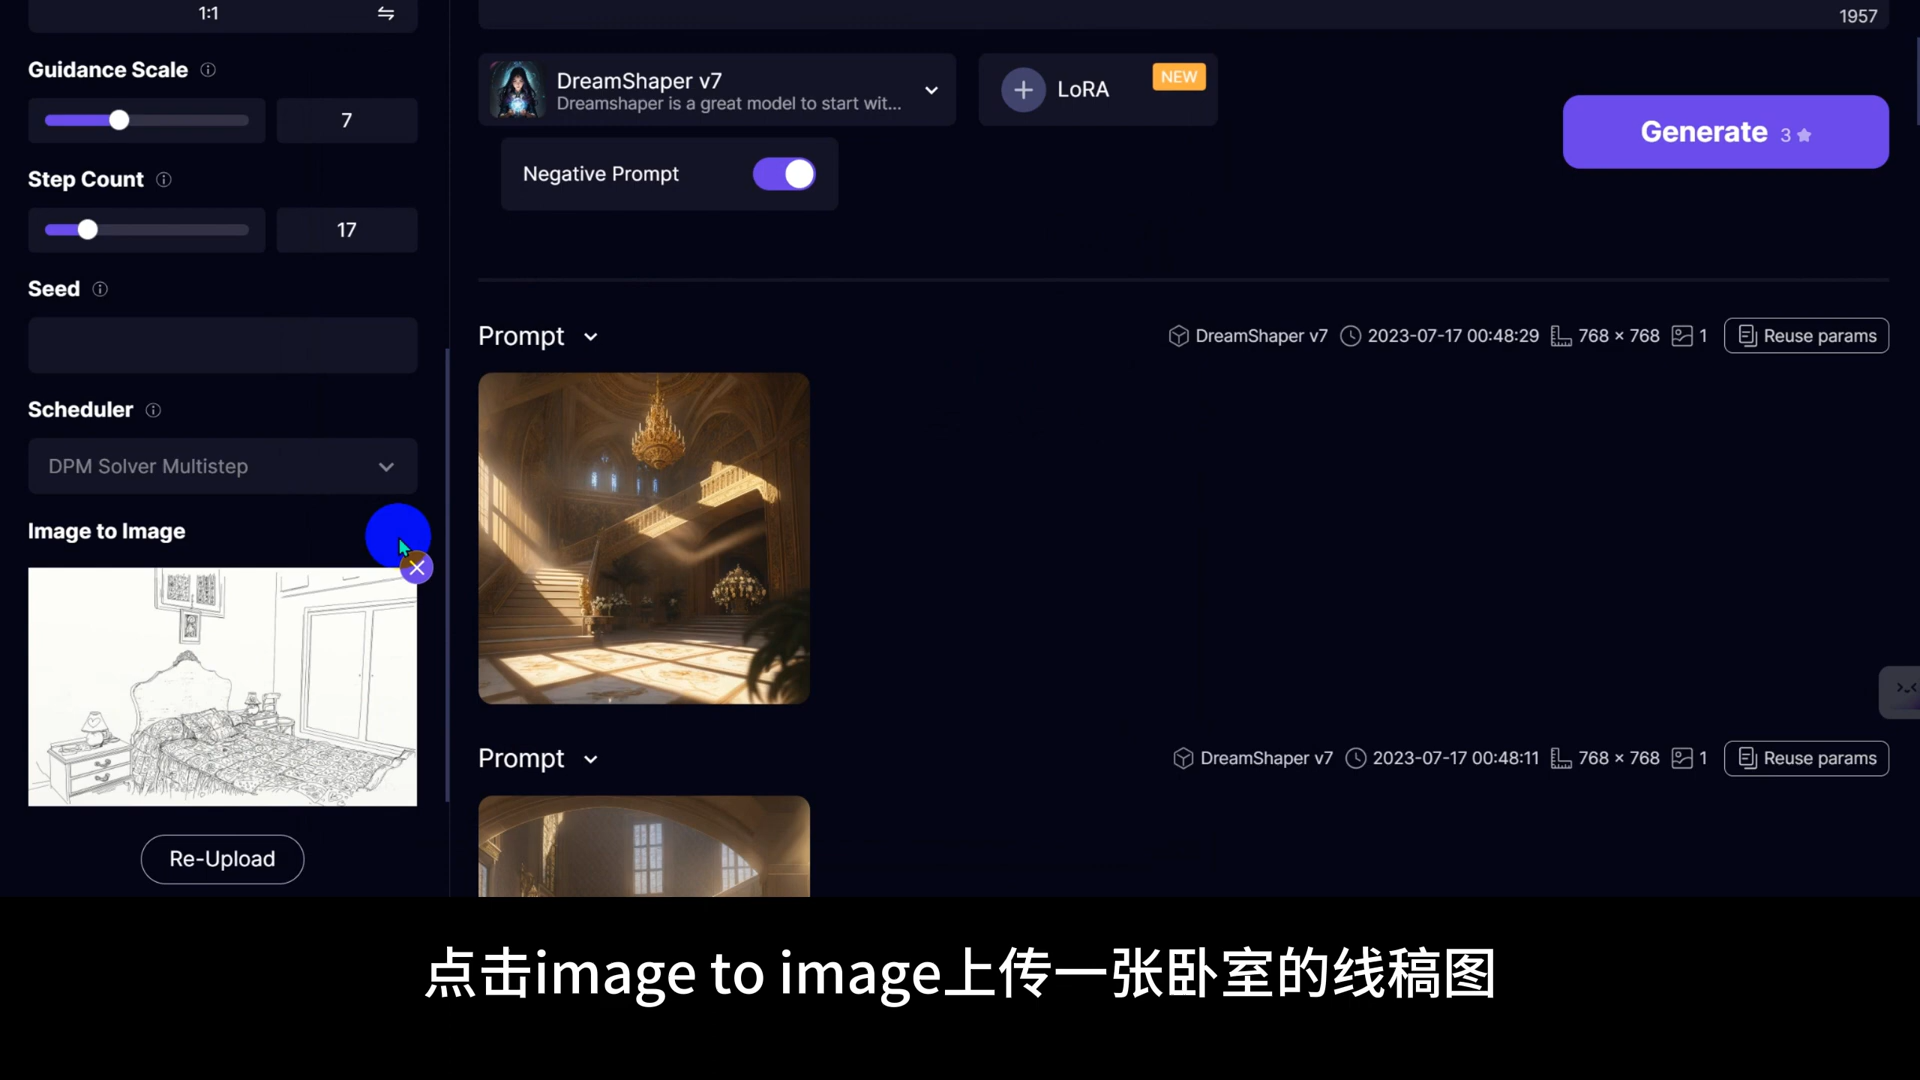 1:1
1957
Guidance Scale
7
Step Count
17
Seed
Scheduler
DPM Solver Multistep
Image to Image
Re-Upload
DreamShaper v7
Dreamshaper is a great model to start wit...
LoRA
NEW
Generate 3
Negative Prompt
Prompt
DreamShaper v7 2023-07-17 00:48:29 768 × 768 1 Reuse params
Prompt
DreamShaper v7 2023-07-17 00:48:11 768 × 768 1 Reuse params
点击image to image上传一张卧室的线稿图